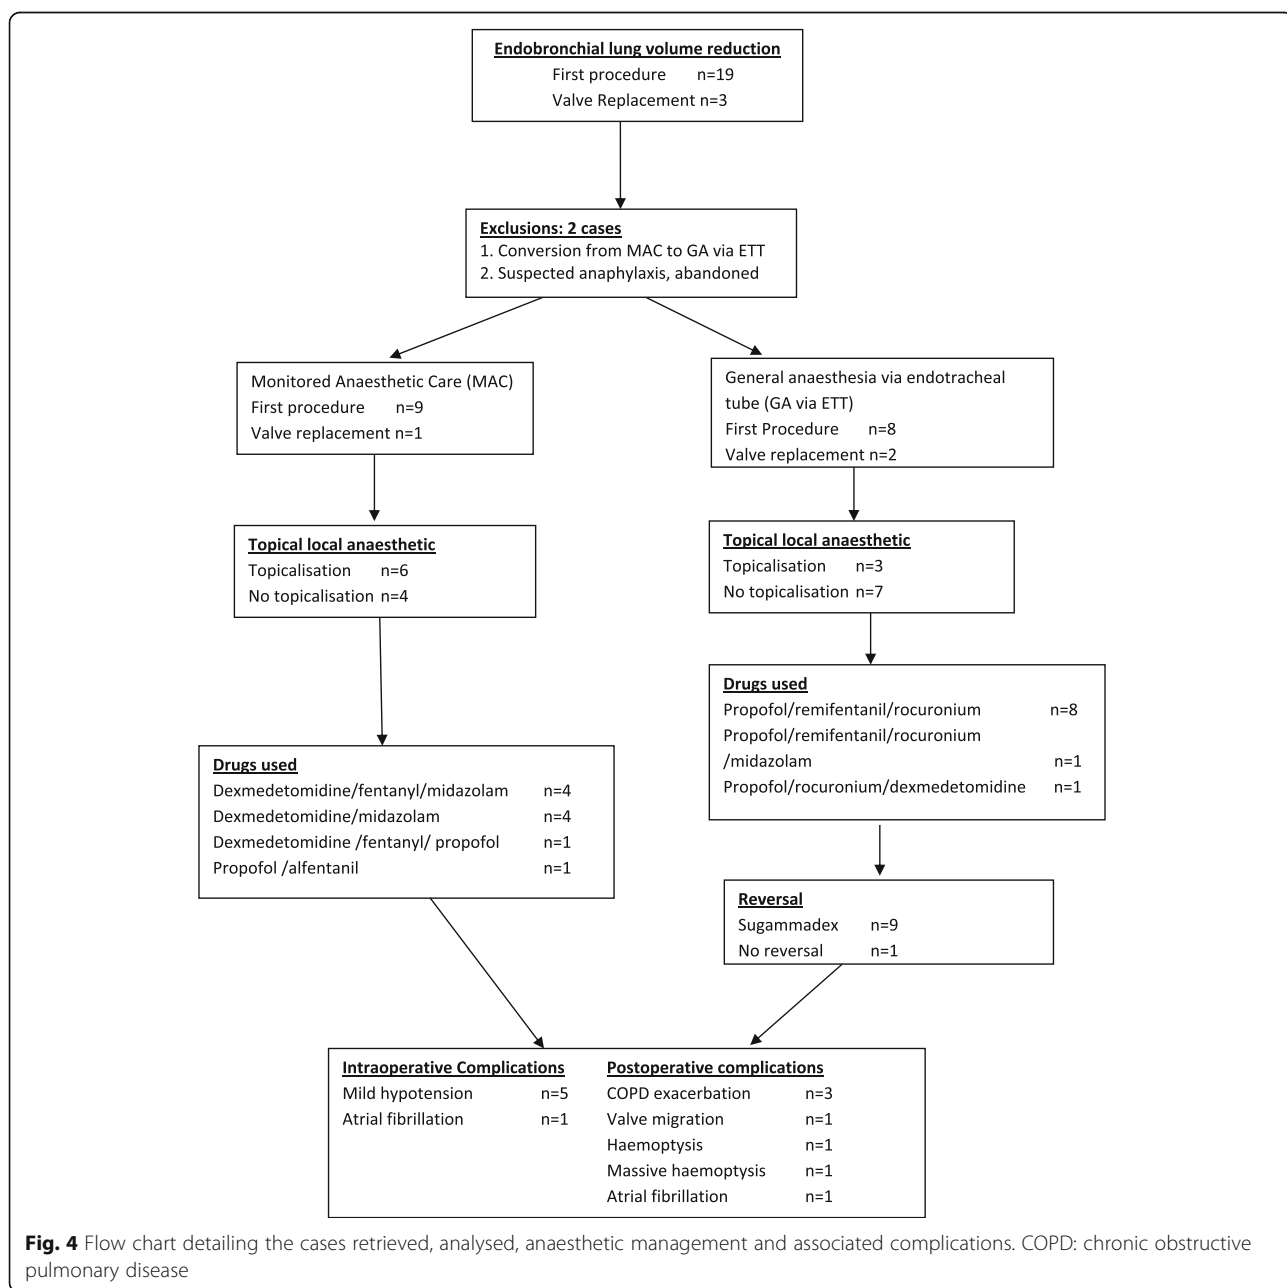 Endobronchial lung volume reduction
First procedure n=19
Valve Replacement n=3
Exclusions: 2 cases
1. Conversion from MAC to GA via ETT
2. Suspected anaphylaxis, abandoned
Monitored Anaesthetic Care (MAC)
First procedure n=9
Valve replacement n=1
General anaesthesia via endotracheal
tube (GA via ETT)
First Procedure n=8
Valve replacement n=2
Topical local anaesthetic
Topicalisation n=6
No topicalisation n=4
Topical local anaesthetic
Topicalisation n=3
No topicalisation n=7
Drugs used
Dexmedetomidine/fentanyl/midazolam n=4
Dexmedetomidine/midazolam n=4
Dexmedetomidine /fentanyl/ propofol n=1
Propofol /alfentanil n=1
Drugs used
Propofol/remifentanil/rocuronium n=8
Propofol/remifentanil/rocuronium
/midazolam n=1
Propofol/rocuronium/dexmedetomidine n=1
Reversal
Sugammadex n=9
No reversal n=1
Intraoperative Complications
Mild hypotension n=5
Atrial fibrillation n=1
Postoperative complications
COPD exacerbation n=3
Valve migration n=1
Haemoptysis n=1
Massive haemoptysis n=1
Atrial fibrillation n=1
Fig. 4 Flow chart detailing the cases retrieved, analysed, anaesthetic management and associated complications. COPD: chronic obstructive
pulmonary disease